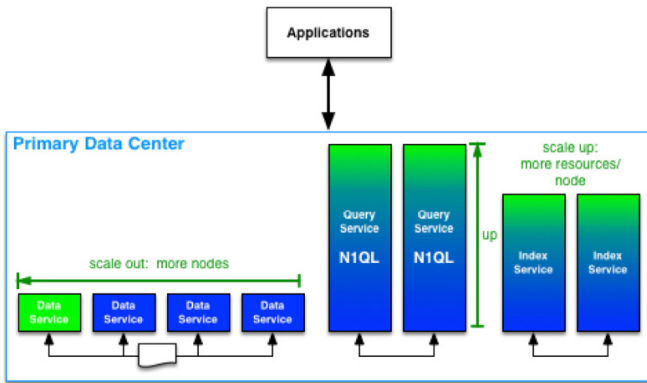 Applications
Primary Data Center
scale out: more nodes
Data
Service
Data
Service
Data
Service
Data
Service
Query
Service
N1QL
Query
Service
N1QL
up
scale up:
more resources/
node
Index
Service
Index
Service